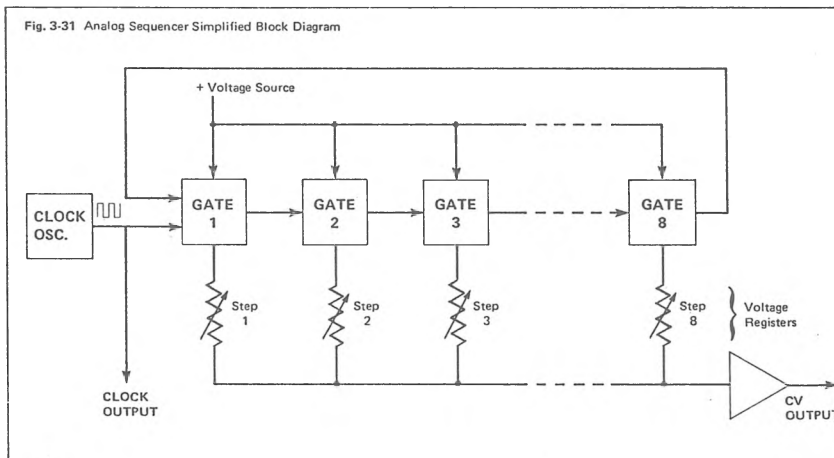 Fig. 3-31 Analog Sequencer Simplified Block Diagram
+ Voltage Source
CLOCK
OSC.
GATE
1
GATE
2
GATE
3
GATE
8
Step
1
Step
2
Step
3
Step
8
Voltage
Registers
CLOCK
OUTPUT
CV
OUTPUT